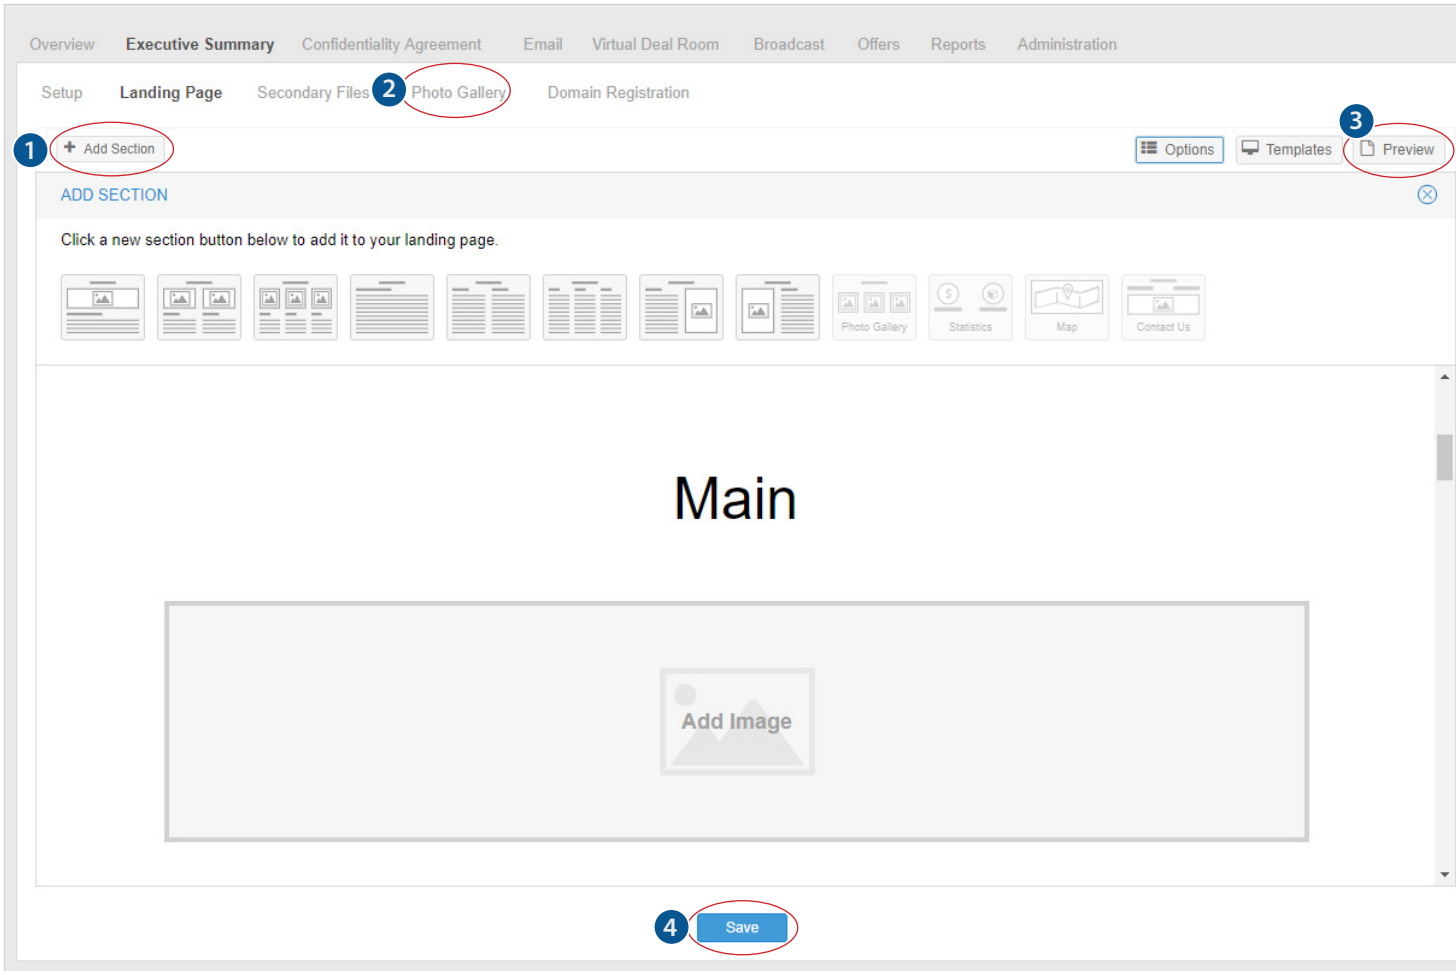 Overview Executive Summary Confidentiality Agreement Email Virtual Deal Room Broadcast Offers Reports Administration
Setup Landing Page Secondary Files 2 Photo Gallery Domain Registration
1 + Add Section Options Templates 3 Preview
ADD SECTION
Click a new section button below to add it to your landing page.
Photo Gallery Statistics Map Contact Us
Main
Add Image
4 Save